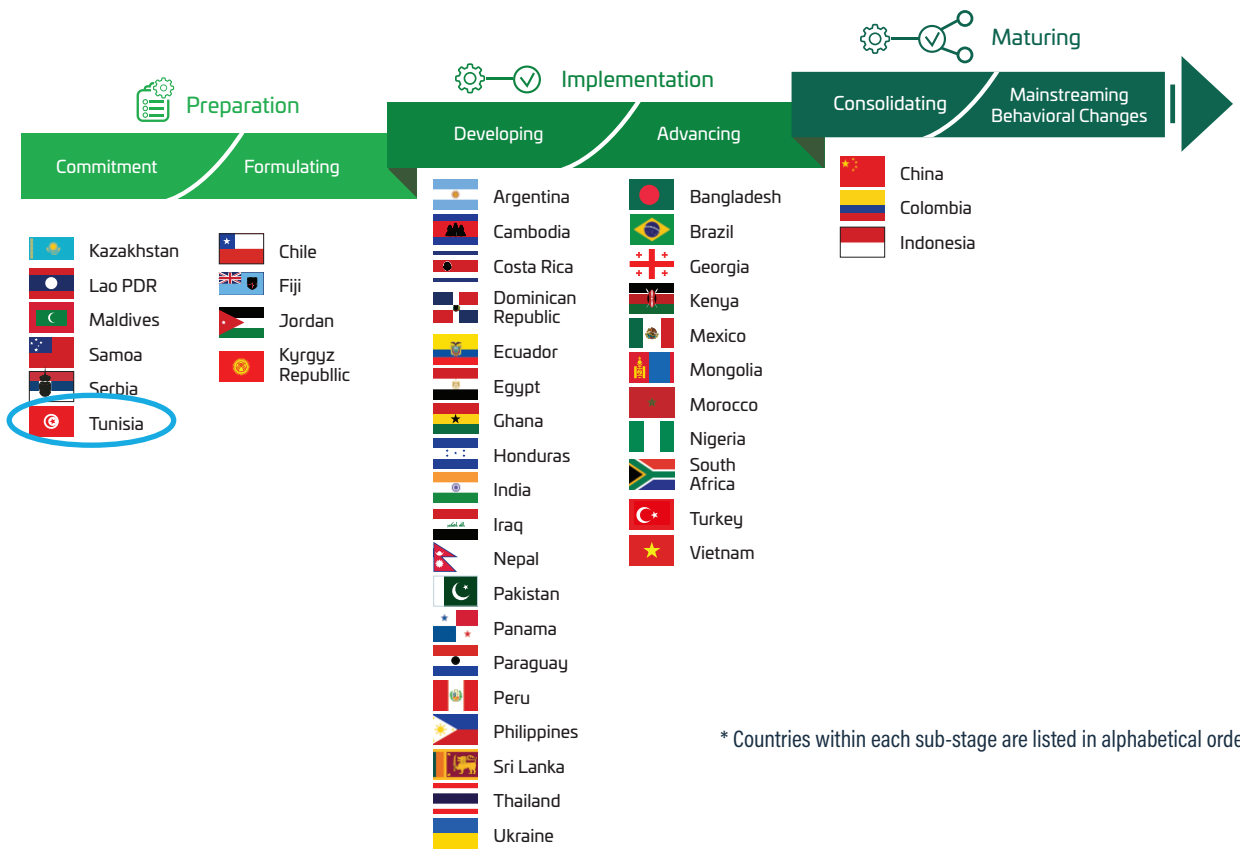 Preparation
Implementation
Maturing
Commitment
Formulating
Developing
Advancing
Consolidating
Mainstreaming
Behavioral Changes
Kazakhstan
Lao PDR
Maldives
Samoa
Serbia
Tunisia
Chile
Fiji
Jordan
Kyrgyz
Republlic
Argentina
Cambodia
Costa Rica
Dominican
Republic
Ecuador
Egypt
Ghana
Honduras
India
Iraq
Nepal
Pakistan
Panama
Paraguay
Peru
Philippines
Sri Lanka
Thailand
Ukraine
Bangladesh
Brazil
Georgia
Kenya
Mexico
Mongolia
Morocco
Nigeria
South
Africa
Turkey
Vietnam
China
Colombia
Indonesia
* Countries within each sub-stage are listed in alphabetical orde